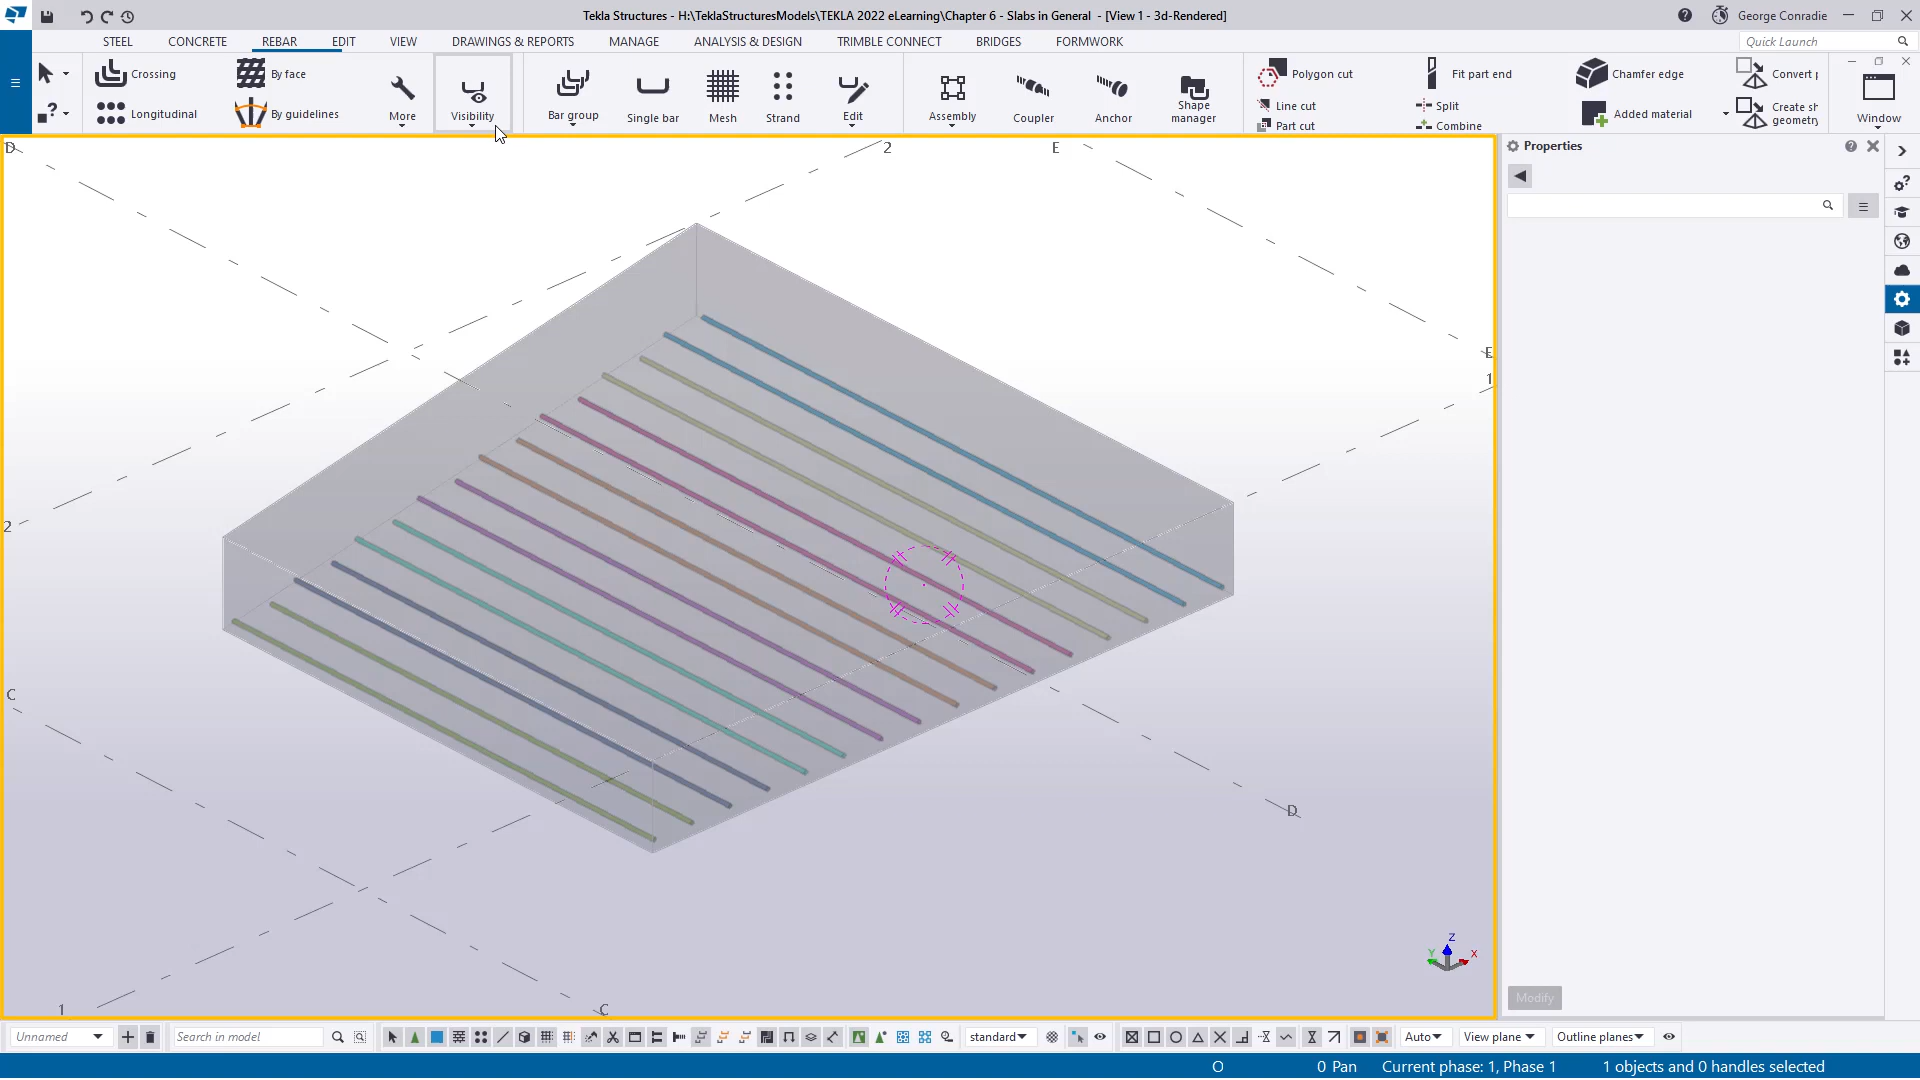 Tekla Structures - H:\TeklaStructuresModels\TEKLA 2022 eLearning\Chapter 6 - Slabs in General - [View 1 - 3d-Rendered]
George Conradie
STEEL CONCRETE REBAR EDIT VIEW DRAWINGS & REPORTS MANAGE ANALYSIS & DESIGN TRIMBLE CONNECT BRIDGES FORMWORK
Quick Launch
Crossing
Longitudinal
By face
By guidelines
More
Visibility
Bar group
Single bar
Mesh
Strand
Edit
Assembly
Coupler
Anchor
Shape
manager
Polygon cut
Line cut
Part cut
Fit part end
Split
Combine
Chamfer edge
Added material
Convert
Create sh
geometry
Window
D
2
E
E
1
2
C
D
1
C
Z
Y
X
Properties
Modify
Unnamed
Search in model
standard
Auto
View plane
Outline planes
O
0 Pan
Current phase: 1, Phase 1
1 objects and 0 handles selected